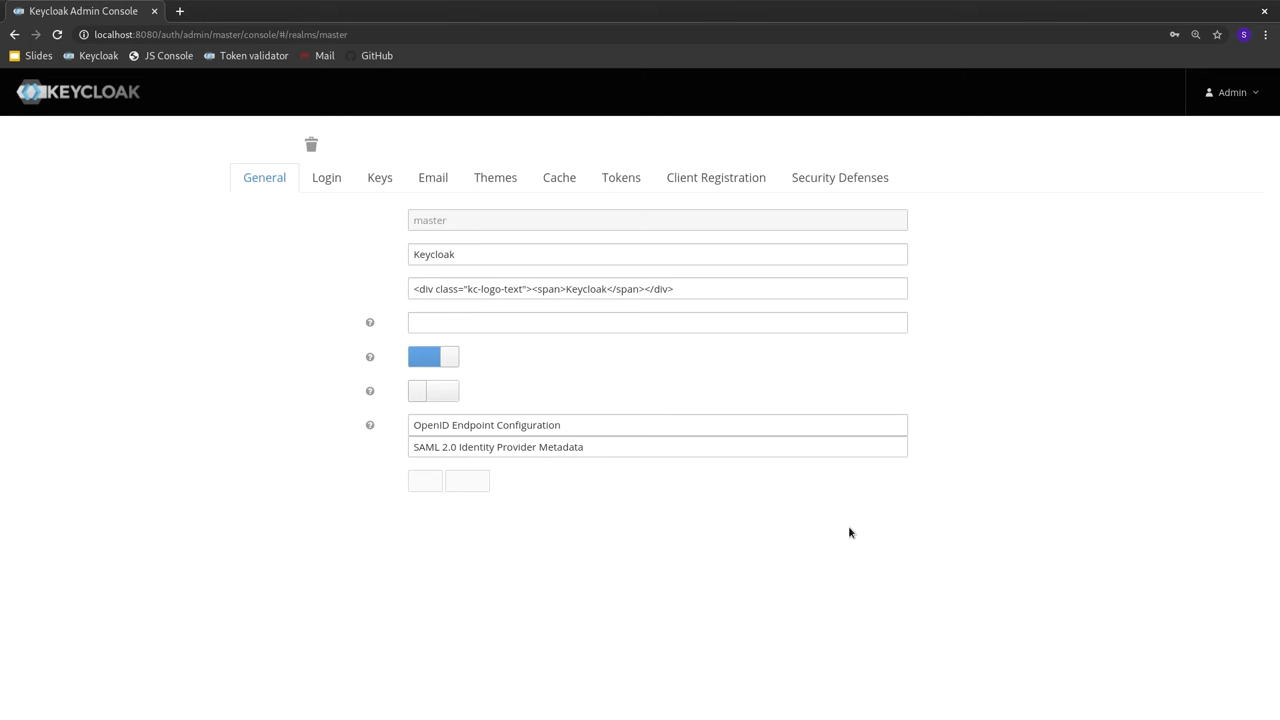 Keycloak Admin Console
localhost:8080/auth/admin/master/console/#/realms/master
S
Slides Keycloak JS Console Token validator Mail GitHub
KEYCLOAK
Admin
General Login Keys Email Themes Cache Tokens Client Registration Security Defenses
master
Keycloak
<div class="kc-logo-text"><span>Keycloak</span></div>
OpenID Endpoint Configuration
SAML 2.0 Identity Provider Metadata